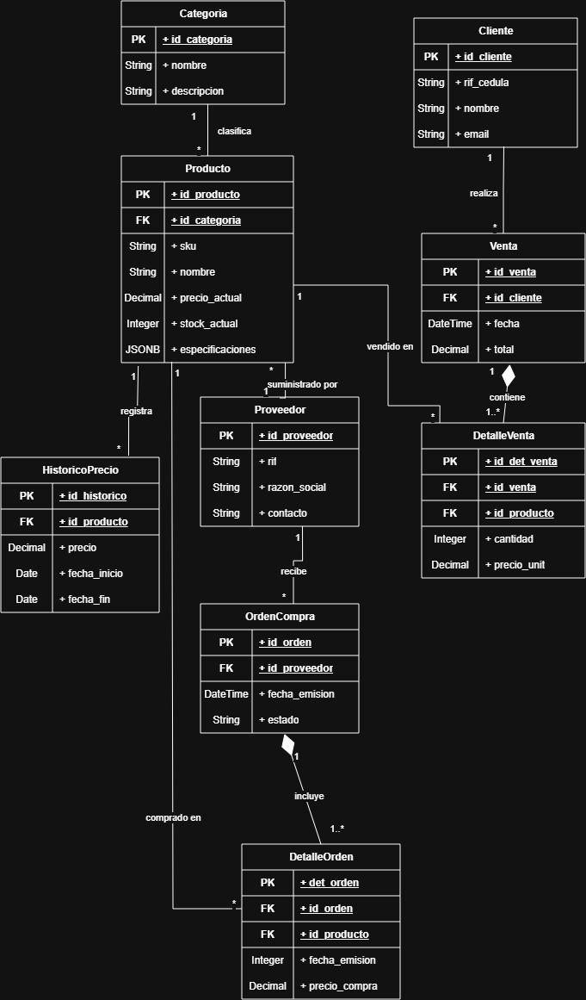 Categoria
PK + id_categoria
String + nombre
String + descripcion
1
clasifica
*
Cliente
PK + id_cliente
String + rif_cedula
String + nombre
String + email
1
realiza
*
Producto
PK + id_producto
FK + id_categoria
String + sku
String + nombre
Decimal + precio_actual
Integer + stock_actual
JSONB + especificaciones
Venta
PK + id_venta
FK + id_cliente
DateTime + fecha
Decimal + total
1
vendido en
*
1
contiene
1..*
1
registra
*
1
*
suministrado por
1
Proveedor
PK + id_proveedor
String + rif
String + razon_social
String + contacto
DetalleVenta
PK + id_det_venta
FK + id_venta
FK + id_producto
Integer + cantidad
Decimal + precio_unit
HistoricoPrecio
PK + id_historico
FK + id_producto
Decimal + precio
Date + fecha_inicio
Date + fecha_fin
1
recibe
*
OrdenCompra
PK + id_orden
FK + id_proveedor
DateTime + fecha_emision
String + estado
1
incluye
1..*
comprado en
*
DetalleOrden
PK + det_orden
FK + id_orden
FK + id_producto
Integer + fecha_emision
Decimal + precio_compra